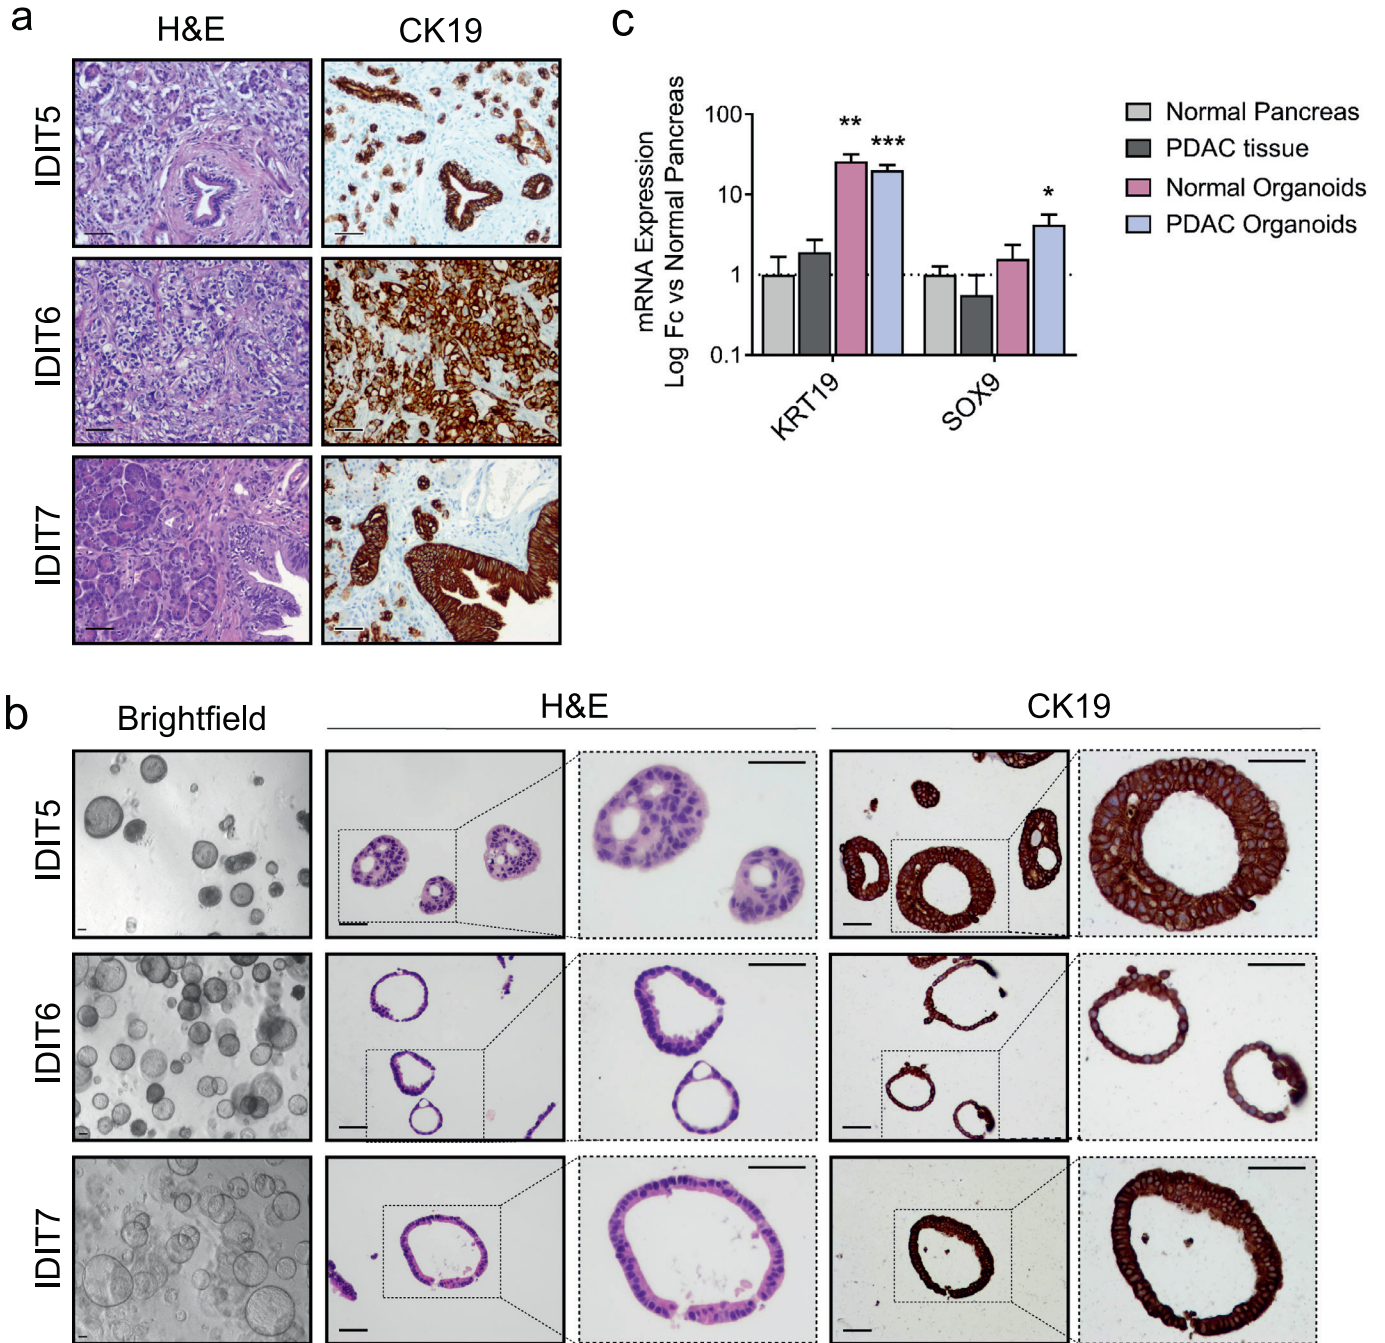 a
H&E
CK19
IDIT5
IDIT6
IDIT7
c
mRNA Expression
Log Fc vs Normal Pancreas
100
10
1
0.1
**
***
*
KRT19
SOX9
Normal Pancreas
PDAC tissue
Normal Organoids
PDAC Organoids
b
Brightfield
H&E
CK19
IDIT5
IDIT6
IDIT7